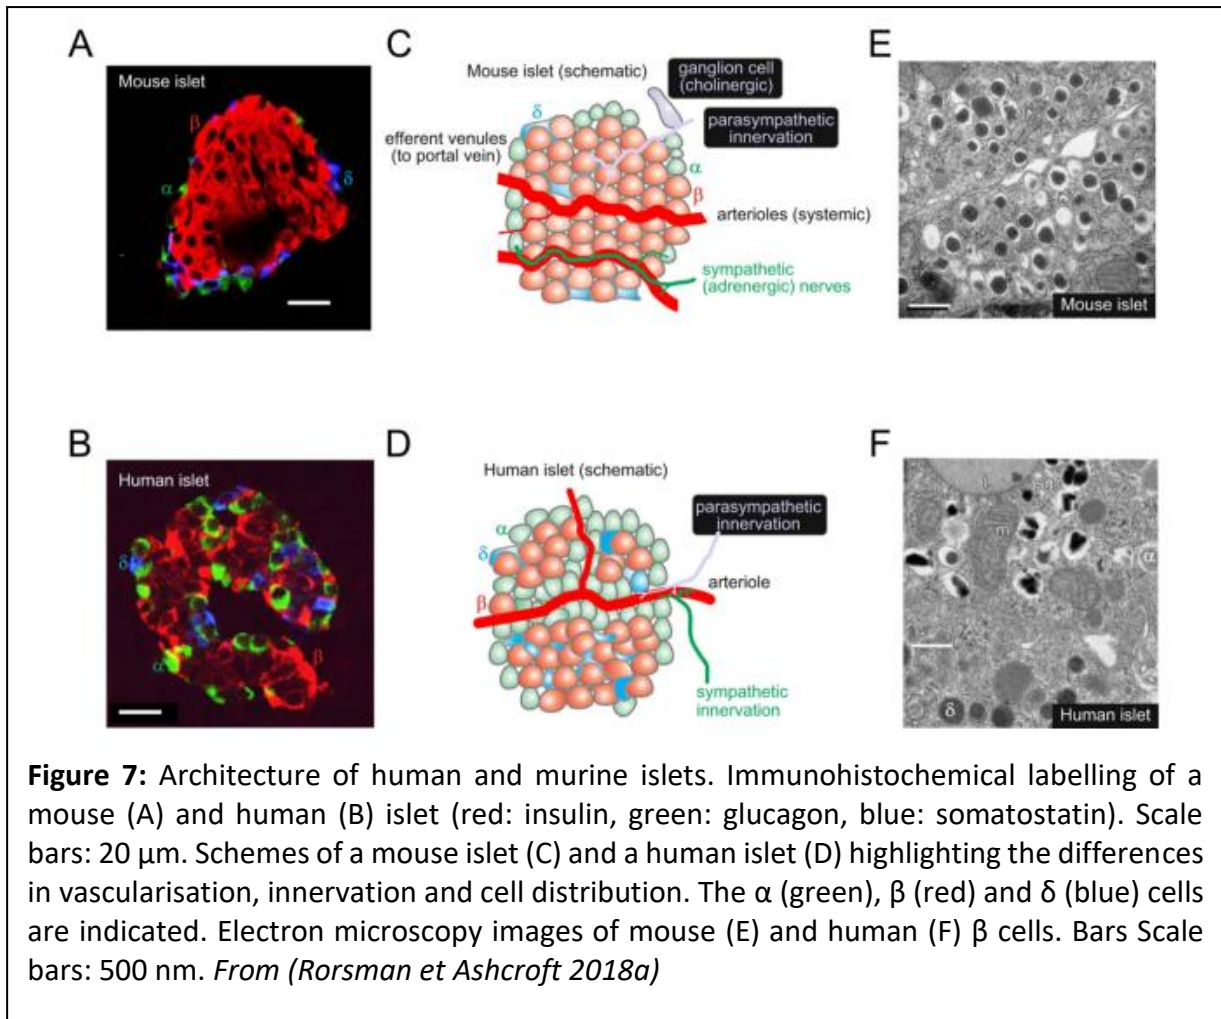 A
Mouse islet
β
α
δ
C
Mouse islet (schematic)
ganglion cell
(cholinergic)
parasympathetic
innervation
δ
efferent venules
(to portal vein)
α
β
arterioles (systemic)
sympathetic
(adrenergic) nerves
E
Mouse islet
B
Human islet
δ
α
β
D
Human islet (schematic)
parasympathetic
innervation
α
δ
β
arteriole
sympathetic
innervation
F
m
α
δ
Human islet
Figure 7: Architecture of human and murine islets. Immunohistochemical labelling of a
mouse (A) and human (B) islet (red: insulin, green: glucagon, blue: somatostatin). Scale
bars: 20 μm. Schemes of a mouse islet (C) and a human islet (D) highlighting the differences
in vascularisation, innervation and cell distribution. The α (green), β (red) and δ (blue) cells
are indicated. Electron microscopy images of mouse (E) and human (F) β cells. Bars Scale
bars: 500 nm. From (Rorsman et Ashcroft 2018a)